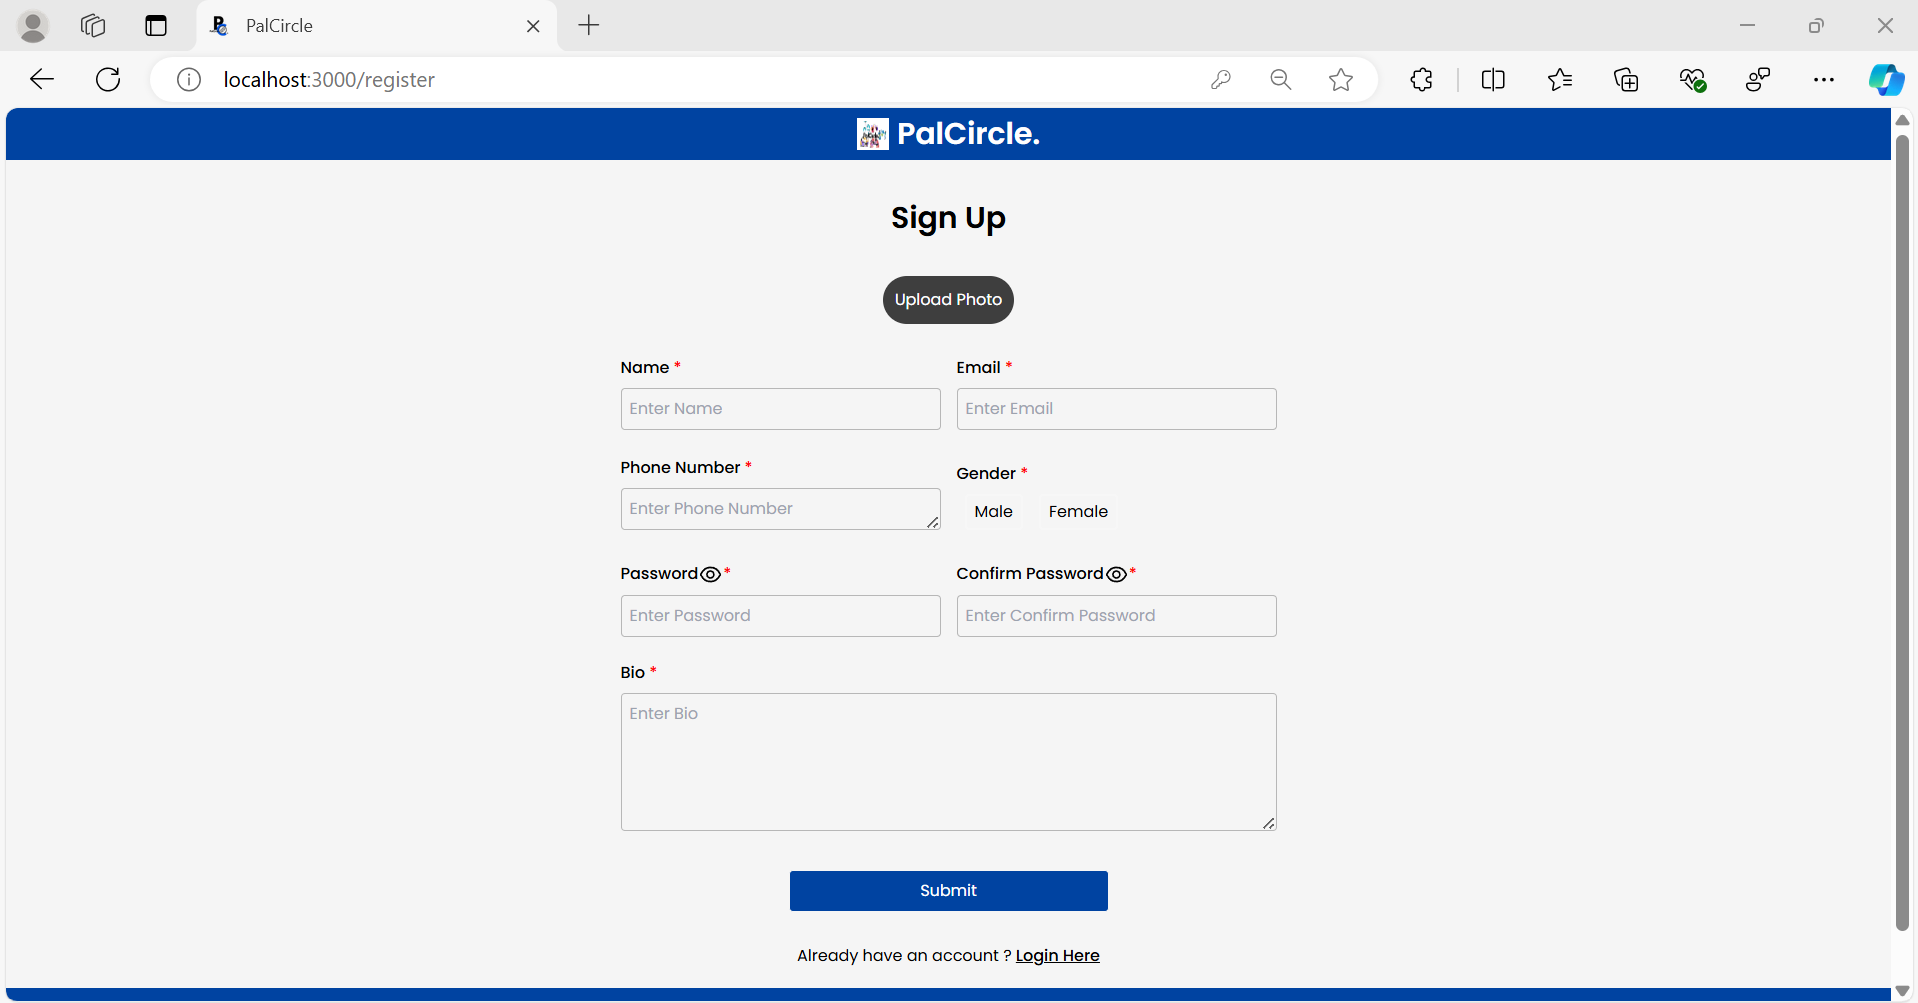 PalCircle
localhost:3000/register
PalCircle.
Sign Up
Upload Photo
Name * Email *
Enter Name Enter Email
Phone Number * Gender *
Enter Phone Number Male Female
Password * Confirm Password *
Enter Password Enter Confirm Password
Bio *
Enter Bio
Submit
Already have an account ? Login Here